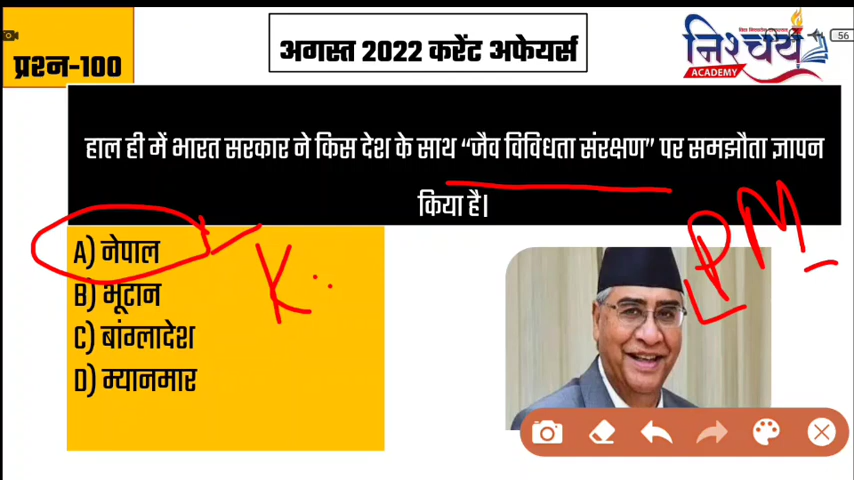 56
प्रश्न-100
अगस्त 2022 करेंट अफेयर्स
निश्चय
ACADEMY
हाल ही में भारत सरकार ने किस देश के साथ “जैव विविधता संरक्षण” पर समझौता ज्ञापन
किया है।
A) नेपाल
B) भूटान
C) बांग्लादेश
D) म्यानमार
K
PM